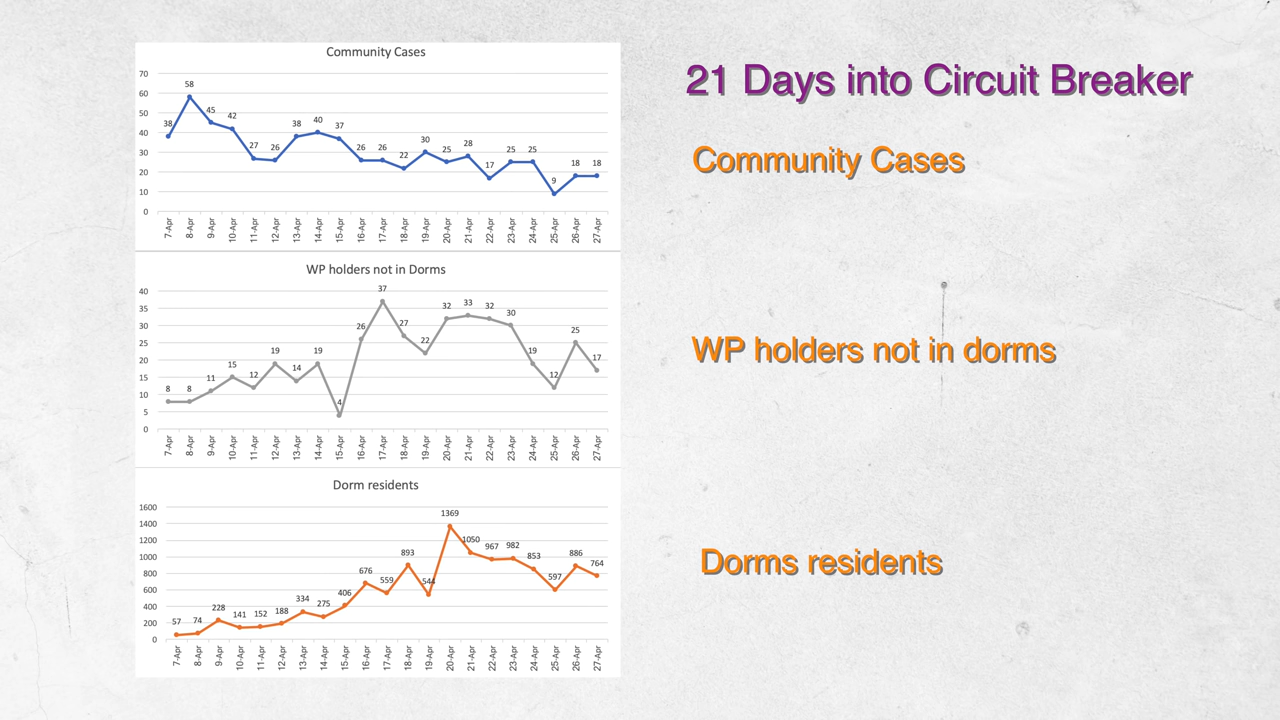 Community Cases
70
60
50
40
30
20
10
0
38 58 45 42 27 26 38 40 37 26 26 22 30 25 28 17 25 25 9 18 18
7-Apr 8-Apr 9-Apr 10-Apr 11-Apr 12-Apr 13-Apr 14-Apr 15-Apr 16-Apr 17-Apr 18-Apr 19-Apr 20-Apr 21-Apr 22-Apr 23-Apr 24-Apr 25-Apr 26-Apr 27-Apr
WP holders not in Dorms
40
35
30
25
20
15
10
5
0
8 8 11 15 12 19 14 19 4 26 37 27 22 32 33 32 30 19 12 25 17
7-Apr 8-Apr 9-Apr 10-Apr 11-Apr 12-Apr 13-Apr 14-Apr 15-Apr 16-Apr 17-Apr 18-Apr 19-Apr 20-Apr 21-Apr 22-Apr 23-Apr 24-Apr 25-Apr 26-Apr 27-Apr
Dorm residents
1600
1400
1200
1000
800
600
400
200
0
57 74 228 141 152 188 334 275 406 676 559 893 544 1369 1050 967 982 853 597 886 764
7-Apr 8-Apr 9-Apr 10-Apr 11-Apr 12-Apr 13-Apr 14-Apr 15-Apr 16-Apr 17-Apr 18-Apr 19-Apr 20-Apr 21-Apr 22-Apr 23-Apr 24-Apr 25-Apr 26-Apr 27-Apr
21 Days into Circuit Breaker
Community Cases
WP holders not in dorms
Dorms residents